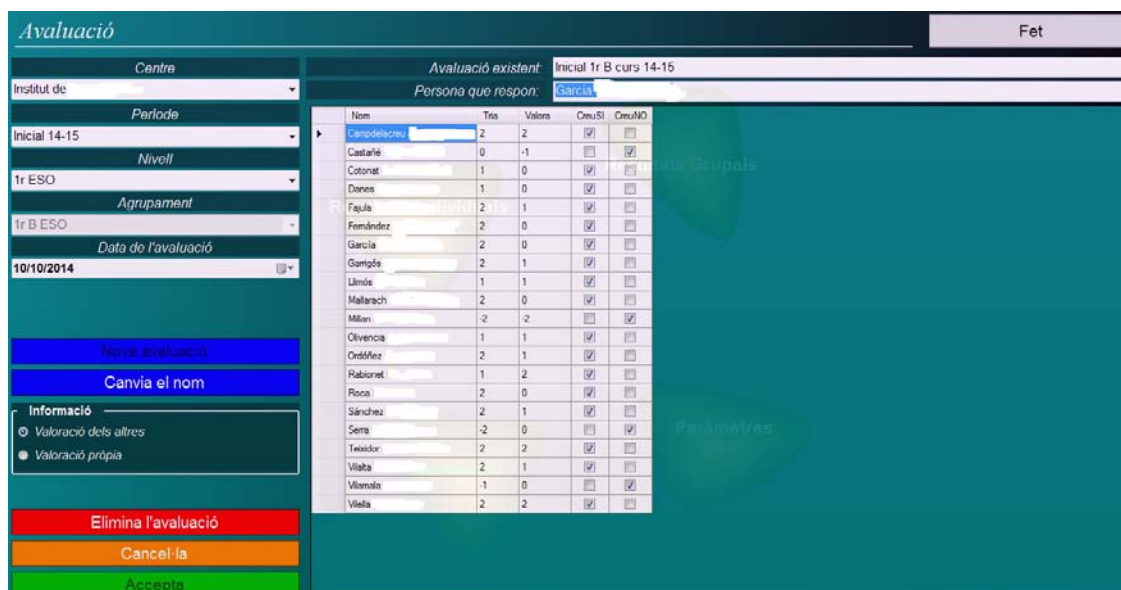 Avaluació
Fet
Centre
Institut de
Període
Inicial 14-15
Nivell
1r ESO
Agrupament
1r B ESO
Data de l'avaluació
10/10/2014
Nova avaluació
Canvia el nom
Informació
Valoració dels altres
Valoració pròpia
Elimina l'avaluació
Cancel·la
Accepta
Avaluació existent: Inicial 1r B curs 14-15
Persona que respon: Garcia
Nom Tria Valora CreuSI CreuNO
Campdelacreu 2 2
Castañé 0 -1
Cotonat 1 0
Danes 1 0
Fajula 2 1
Fernández 2 0
García 2 0
Garrigós 2 1
Llimós 1 1
Mallarach 2 0
Millan -2 -2
Olivencia 1 1
Ordóñez 2 1
Rabionet 1 2
Roca 2 0
Sánchez 2 1
Serra -2 0
Teixidor 2 2
Vilalta 2 1
Vilamala -1 0
Vilella 2 2
Grupals
Paràmetres